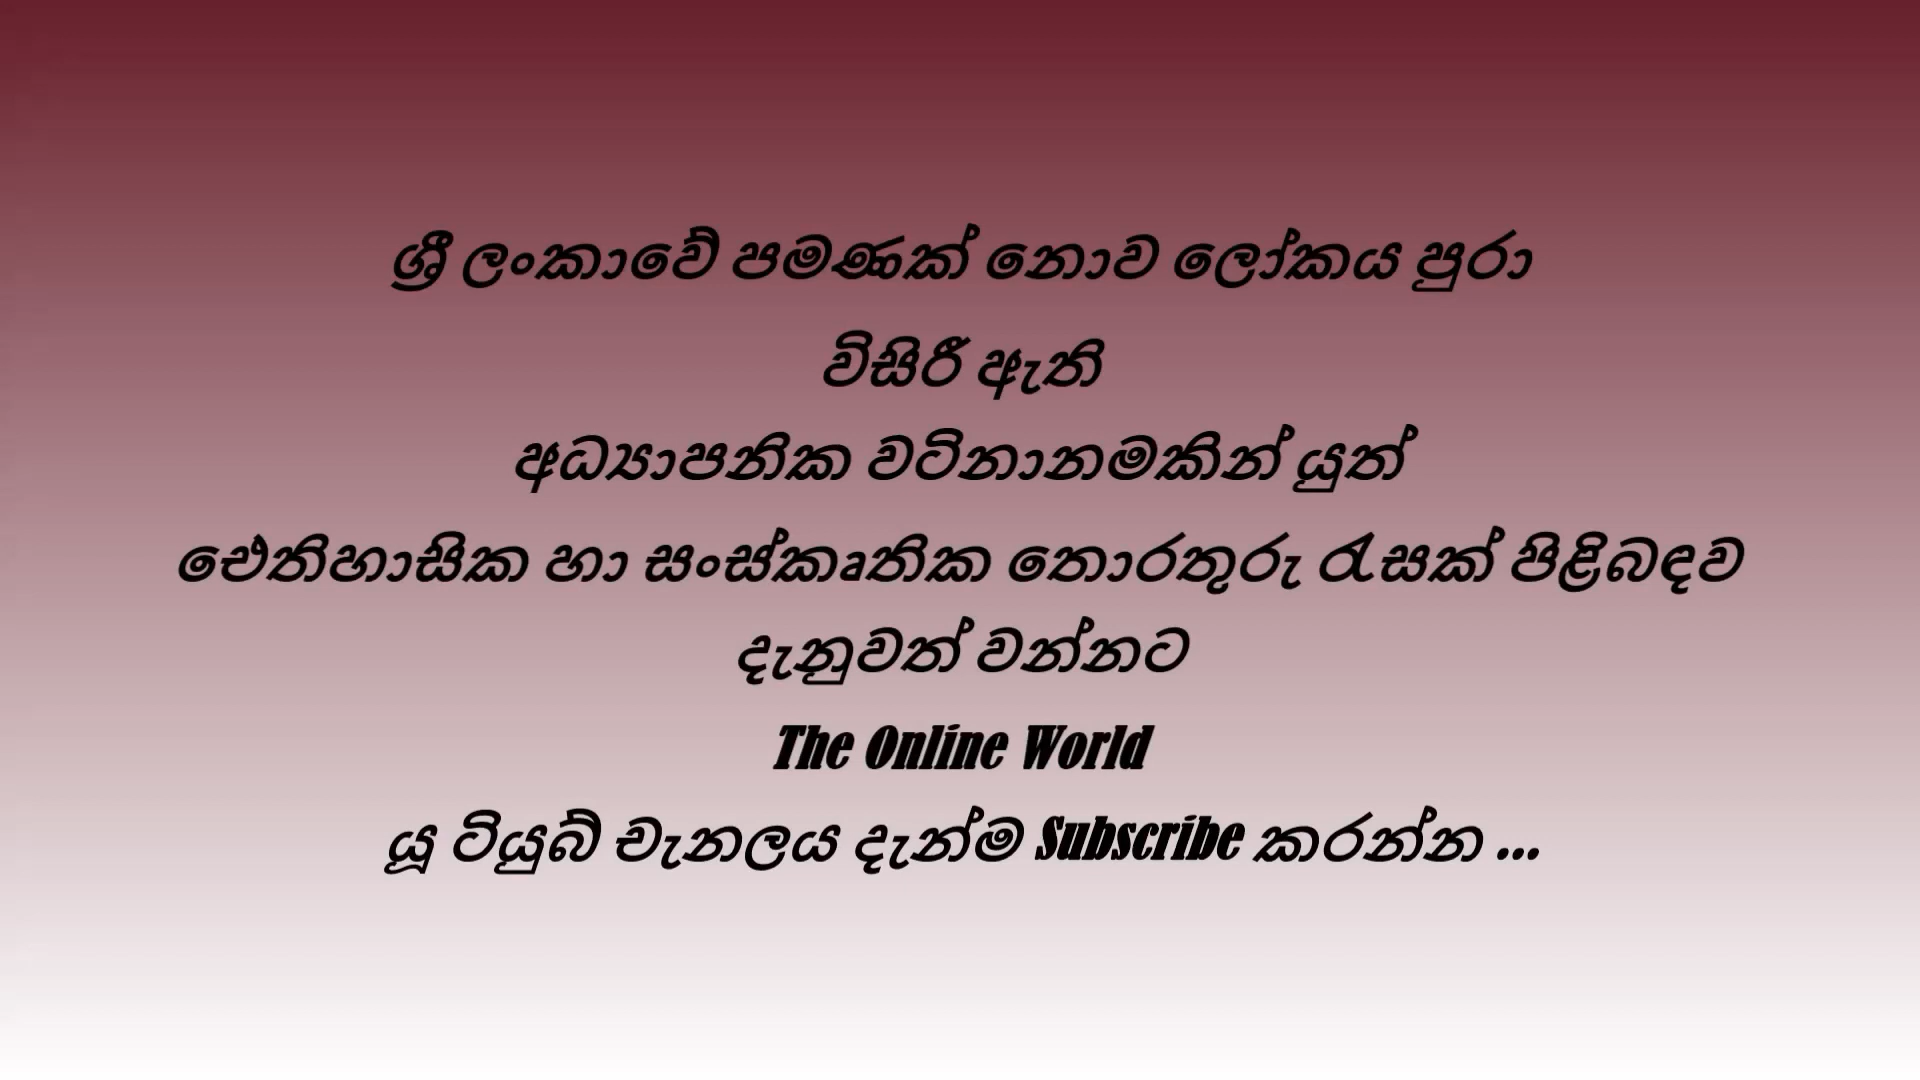 ශ්‍රී ලංකාවේ පමණක් නොව ලෝකය පුරා
විසිරී ඇති
අධ්‍යාපනික වටිනානමකින් යුත්
ඓතිහාසික හා සංස්කෘතික තොරතුරු රැසක් පිළිබඳව
දැනුවත් වන්නට
The Online World
යූ ටියුබ් චැනලය දැන්ම Subscribe කරන්න ...